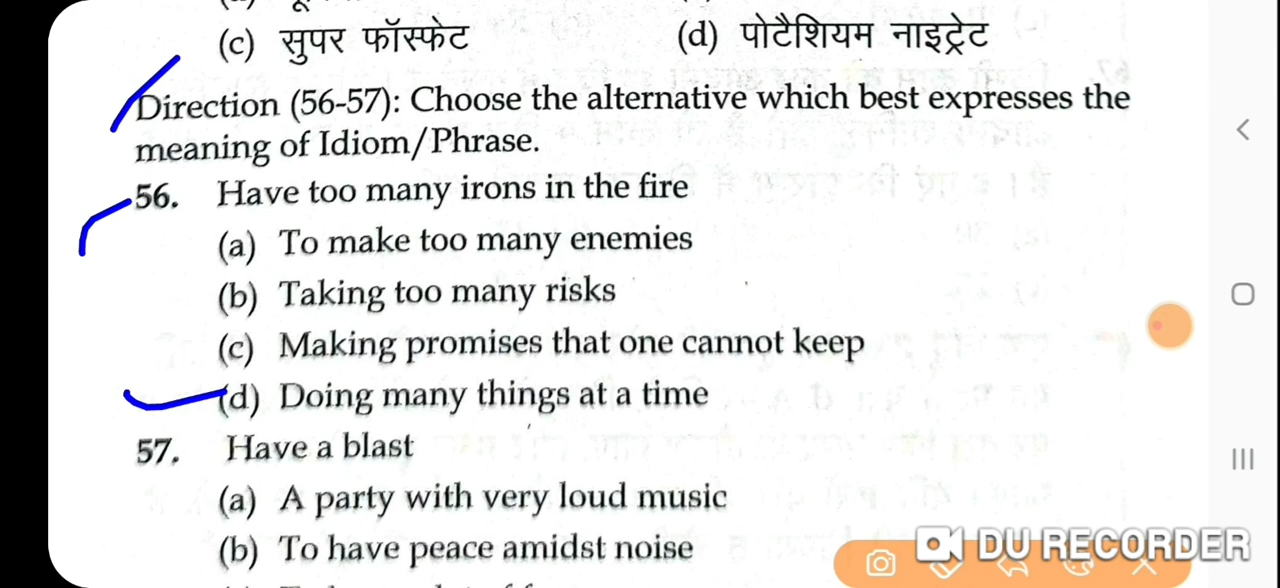 (c) सुपर फॉस्फेट (d) पोटैशियम नाइट्रेट
Direction (56-57): Choose the alternative which best expresses the
meaning of Idiom/Phrase.
56. Have too many irons in the fire
(a) To make too many enemies
(b) Taking too many risks
(c) Making promises that one cannot keep
(d) Doing many things at a time
57. Have a blast
(a) A party with very loud music
(b) To have peace amidst noise
DU RECORDER